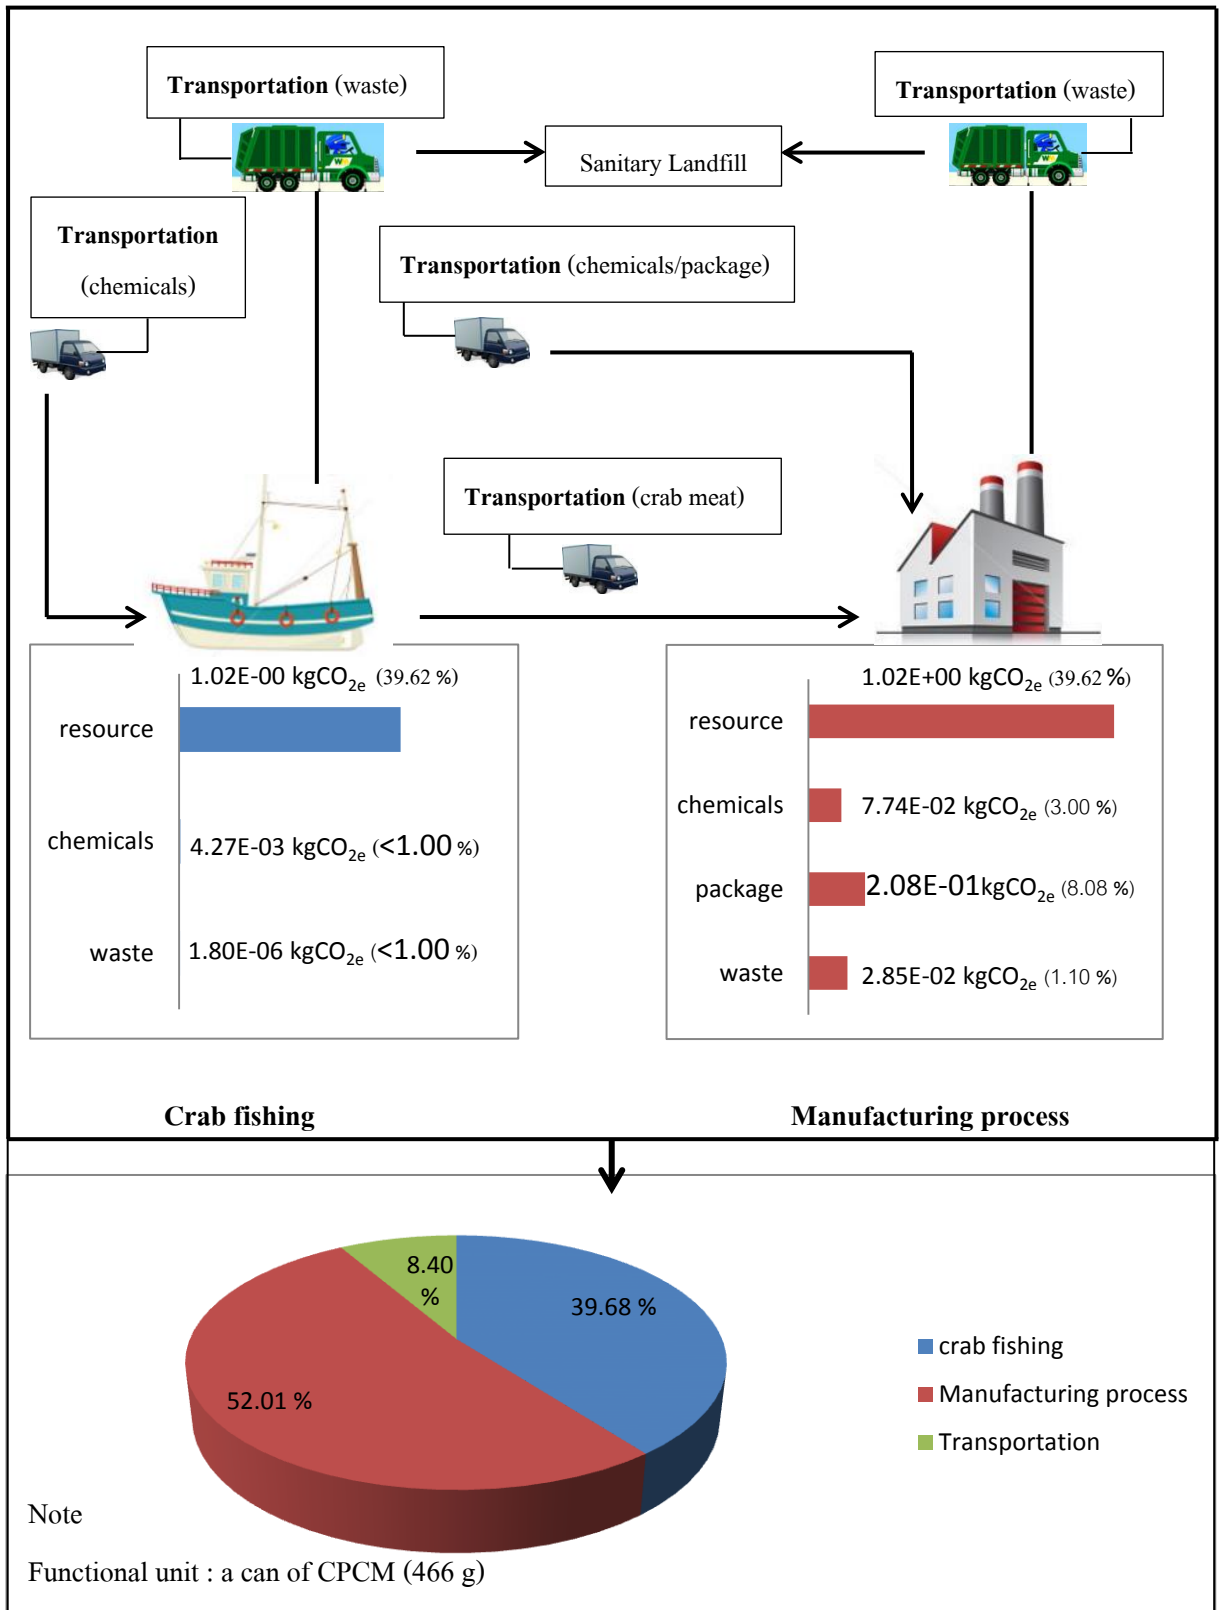 Transportation (waste)
Transportation (waste)
Sanitary Landfill
Transportation
(chemicals)
Transportation (chemicals/package)
Transportation (crab meat)
1.02E-00 kgCO2e (39.62 %)
resource
chemicals
4.27E-03 kgCO2e (<1.00 %)
waste
1.80E-06 kgCO2e (<1.00 %)
1.02E+00 kgCO2e (39.62 %)
resource
chemicals
7.74E-02 kgCO2e (3.00 %)
package
2.08E-01kgCO2e (8.08 %)
waste
2.85E-02 kgCO2e (1.10 %)
Crab fishing
Manufacturing process
8.40
%
39.68 %
52.01 %
crab fishing
Manufacturing process
Transportation
Note
Functional unit : a can of CPCM (466 g)